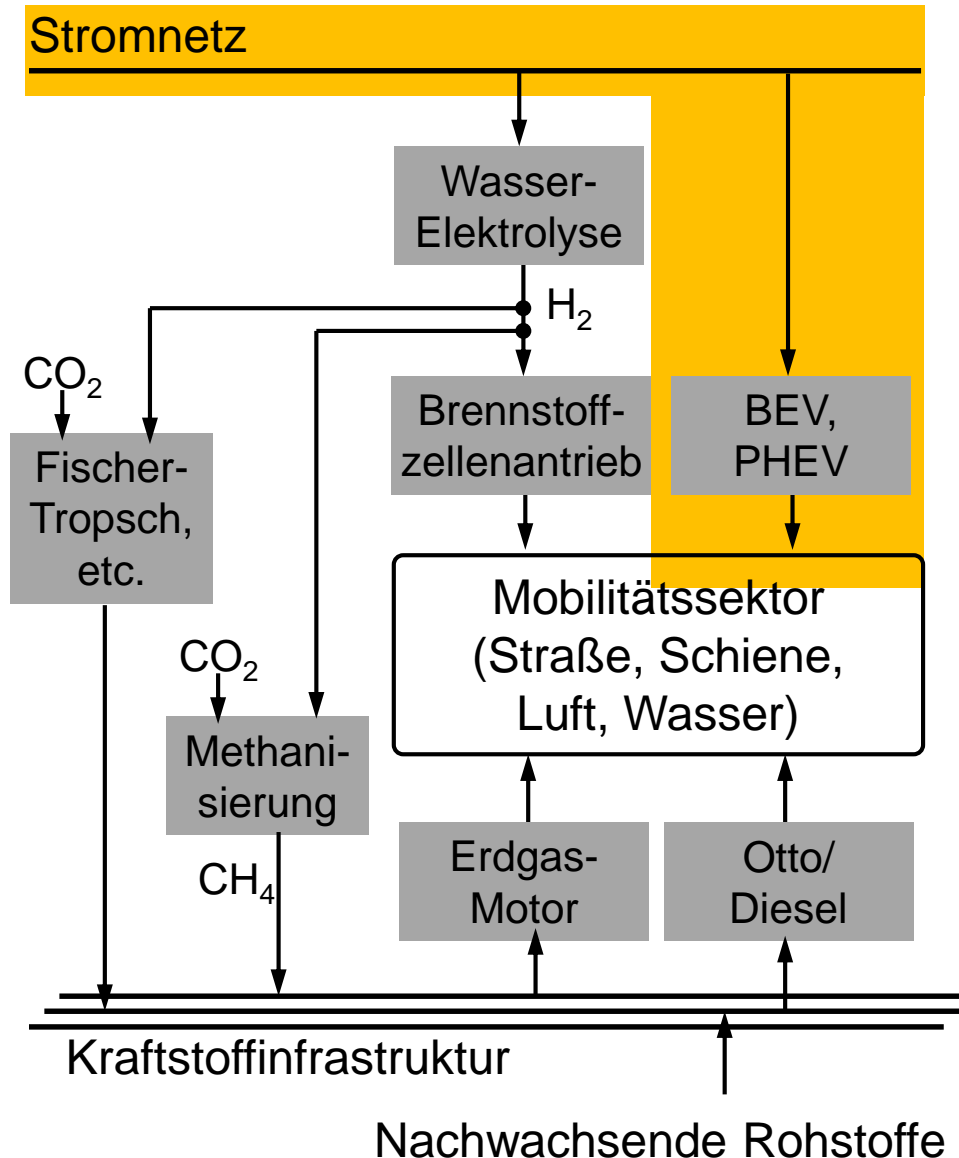 Stromnetz
Wasser-
Elektrolyse
H₂
CO₂
Brennstoff-
zellenantrieb
BEV,
PHEV
Fischer-
Tropsch,
etc.
Mobilitätssektor
(Straße, Schiene,
Luft, Wasser)
CO₂
Methani-
sierung
CH₄
Erdgas-
Motor
Otto/
Diesel
Kraftstoffinfrastruktur
Nachwachsende Rohstoffe